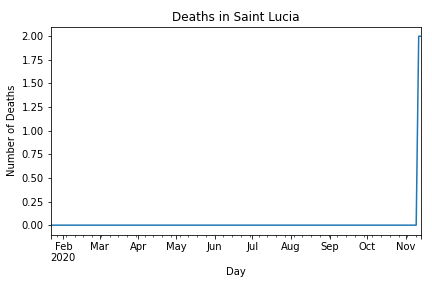 Deaths in Saint Lucia
Number of Deaths
2.00
1.75
1.50
1.25
1.00
0.75
0.50
0.25
0.00
Feb Mar Apr May Jun Jul Aug Sep Oct Nov
2020
Day